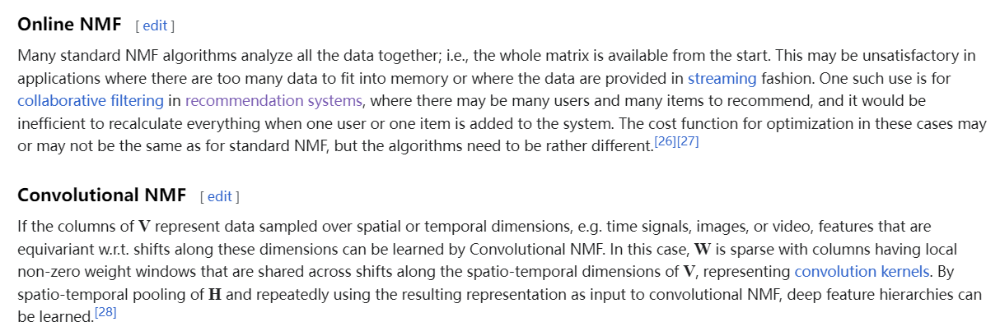 Online NMF [ edit ]
Many standard NMF algorithms analyze all the data together; i.e., the whole matrix is available from the start. This may be unsatisfactory in
applications where there are too many data to fit into memory or where the data are provided in streaming fashion. One such use is for
collaborative filtering in recommendation systems, where there may be many users and many items to recommend, and it would be
inefficient to recalculate everything when one user or one item is added to the system. The cost function for optimization in these cases may
or may not be the same as for standard NMF, but the algorithms need to be rather different.[26][27]
Convolutional NMF [ edit ]
If the columns of V represent data sampled over spatial or temporal dimensions, e.g. time signals, images, or video, features that are
equivariant w.r.t. shifts along these dimensions can be learned by Convolutional NMF. In this case, W is sparse with columns having local
non-zero weight windows that are shared across shifts along the spatio-temporal dimensions of V, representing convolution kernels. By
spatio-temporal pooling of H and repeatedly using the resulting representation as input to convolutional NMF, deep feature hierarchies can
be learned.[28]